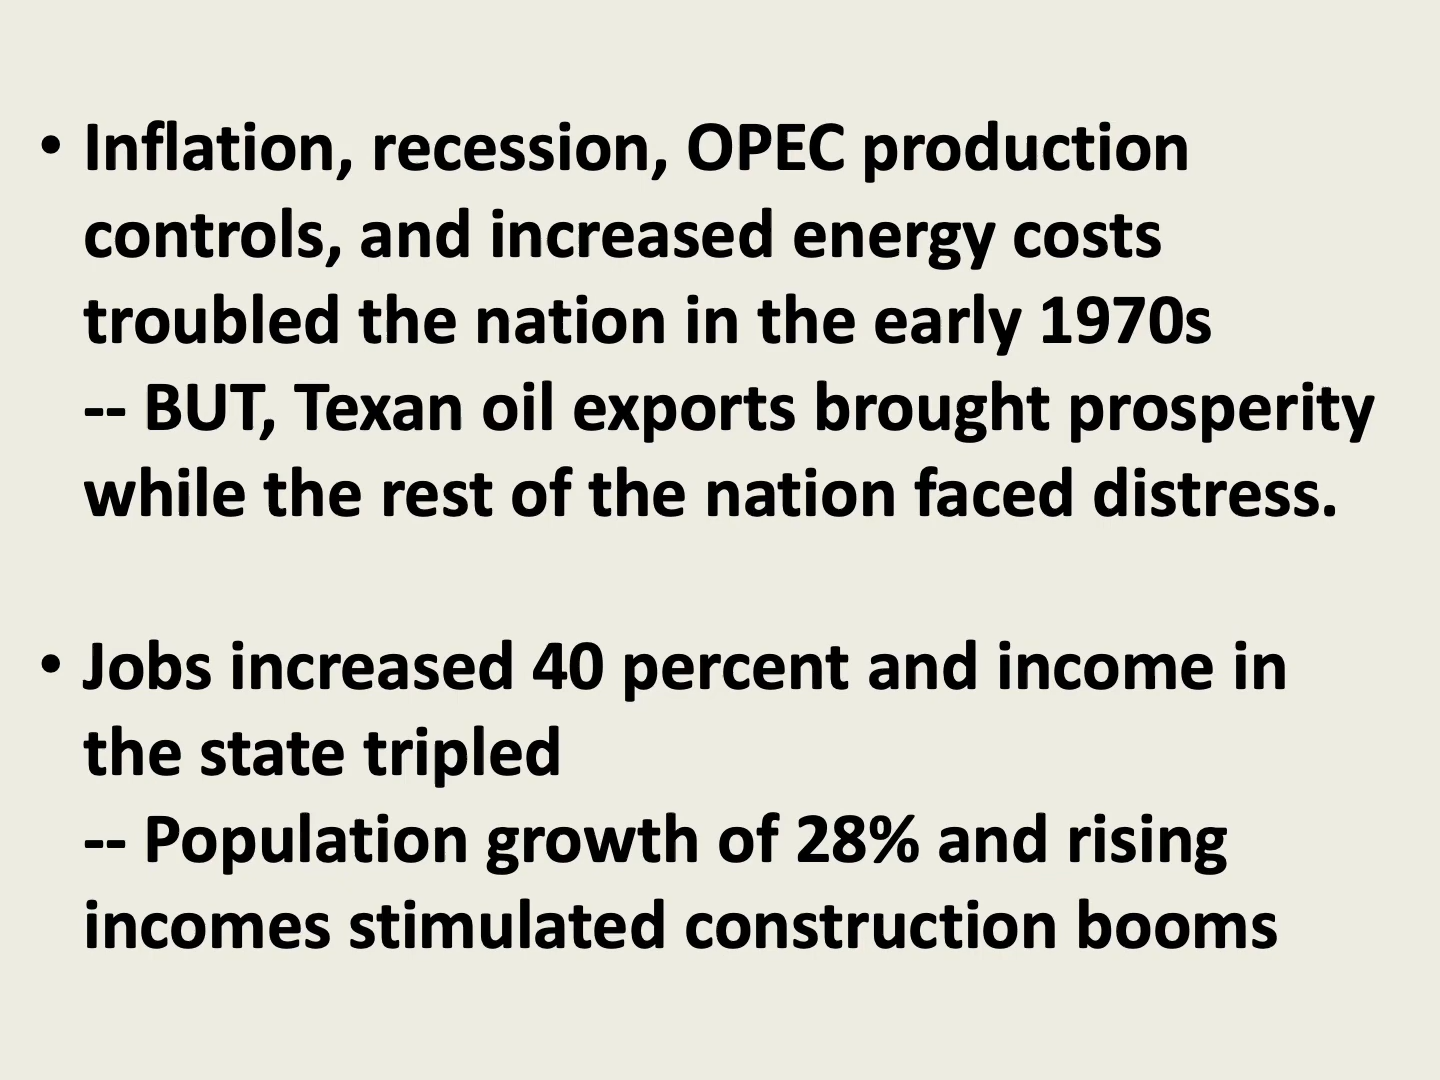 • Inflation, recession, OPEC production
controls, and increased energy costs
troubled the nation in the early 1970s
-- BUT, Texan oil exports brought prosperity
while the rest of the nation faced distress.
• Jobs increased 40 percent and income in
the state tripled
-- Population growth of 28% and rising
incomes stimulated construction booms